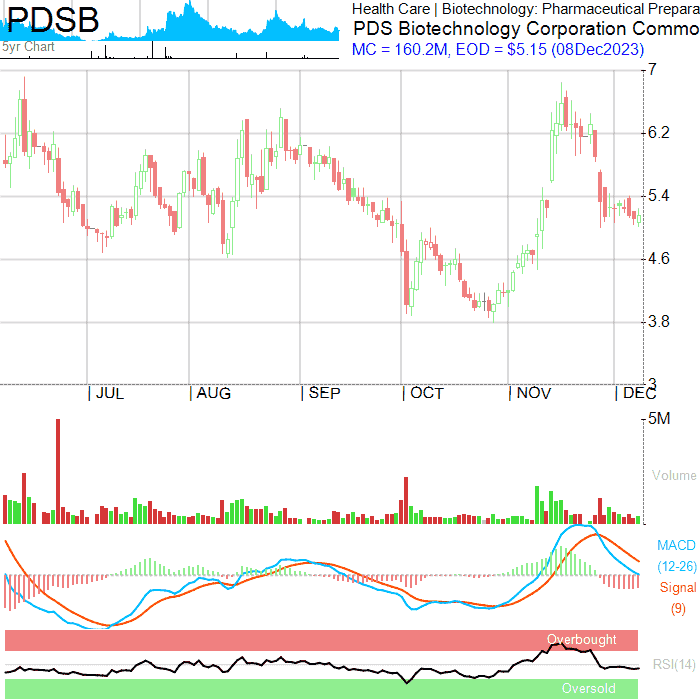 PDSB
5yr Chart
Health Care | Biotechnology: Pharmaceutical Prepara
PDS Biotechnology Corporation Commo
MC = 160.2M, EOD = $5.15 (08Dec2023)
7
6.2
5.4
4.6
3.8
3
JUL AUG SEP OCT NOV DEC
5M
Volume
MACD
(12-26)
Signal
(9)
Overbought
RSI(14)
Oversold